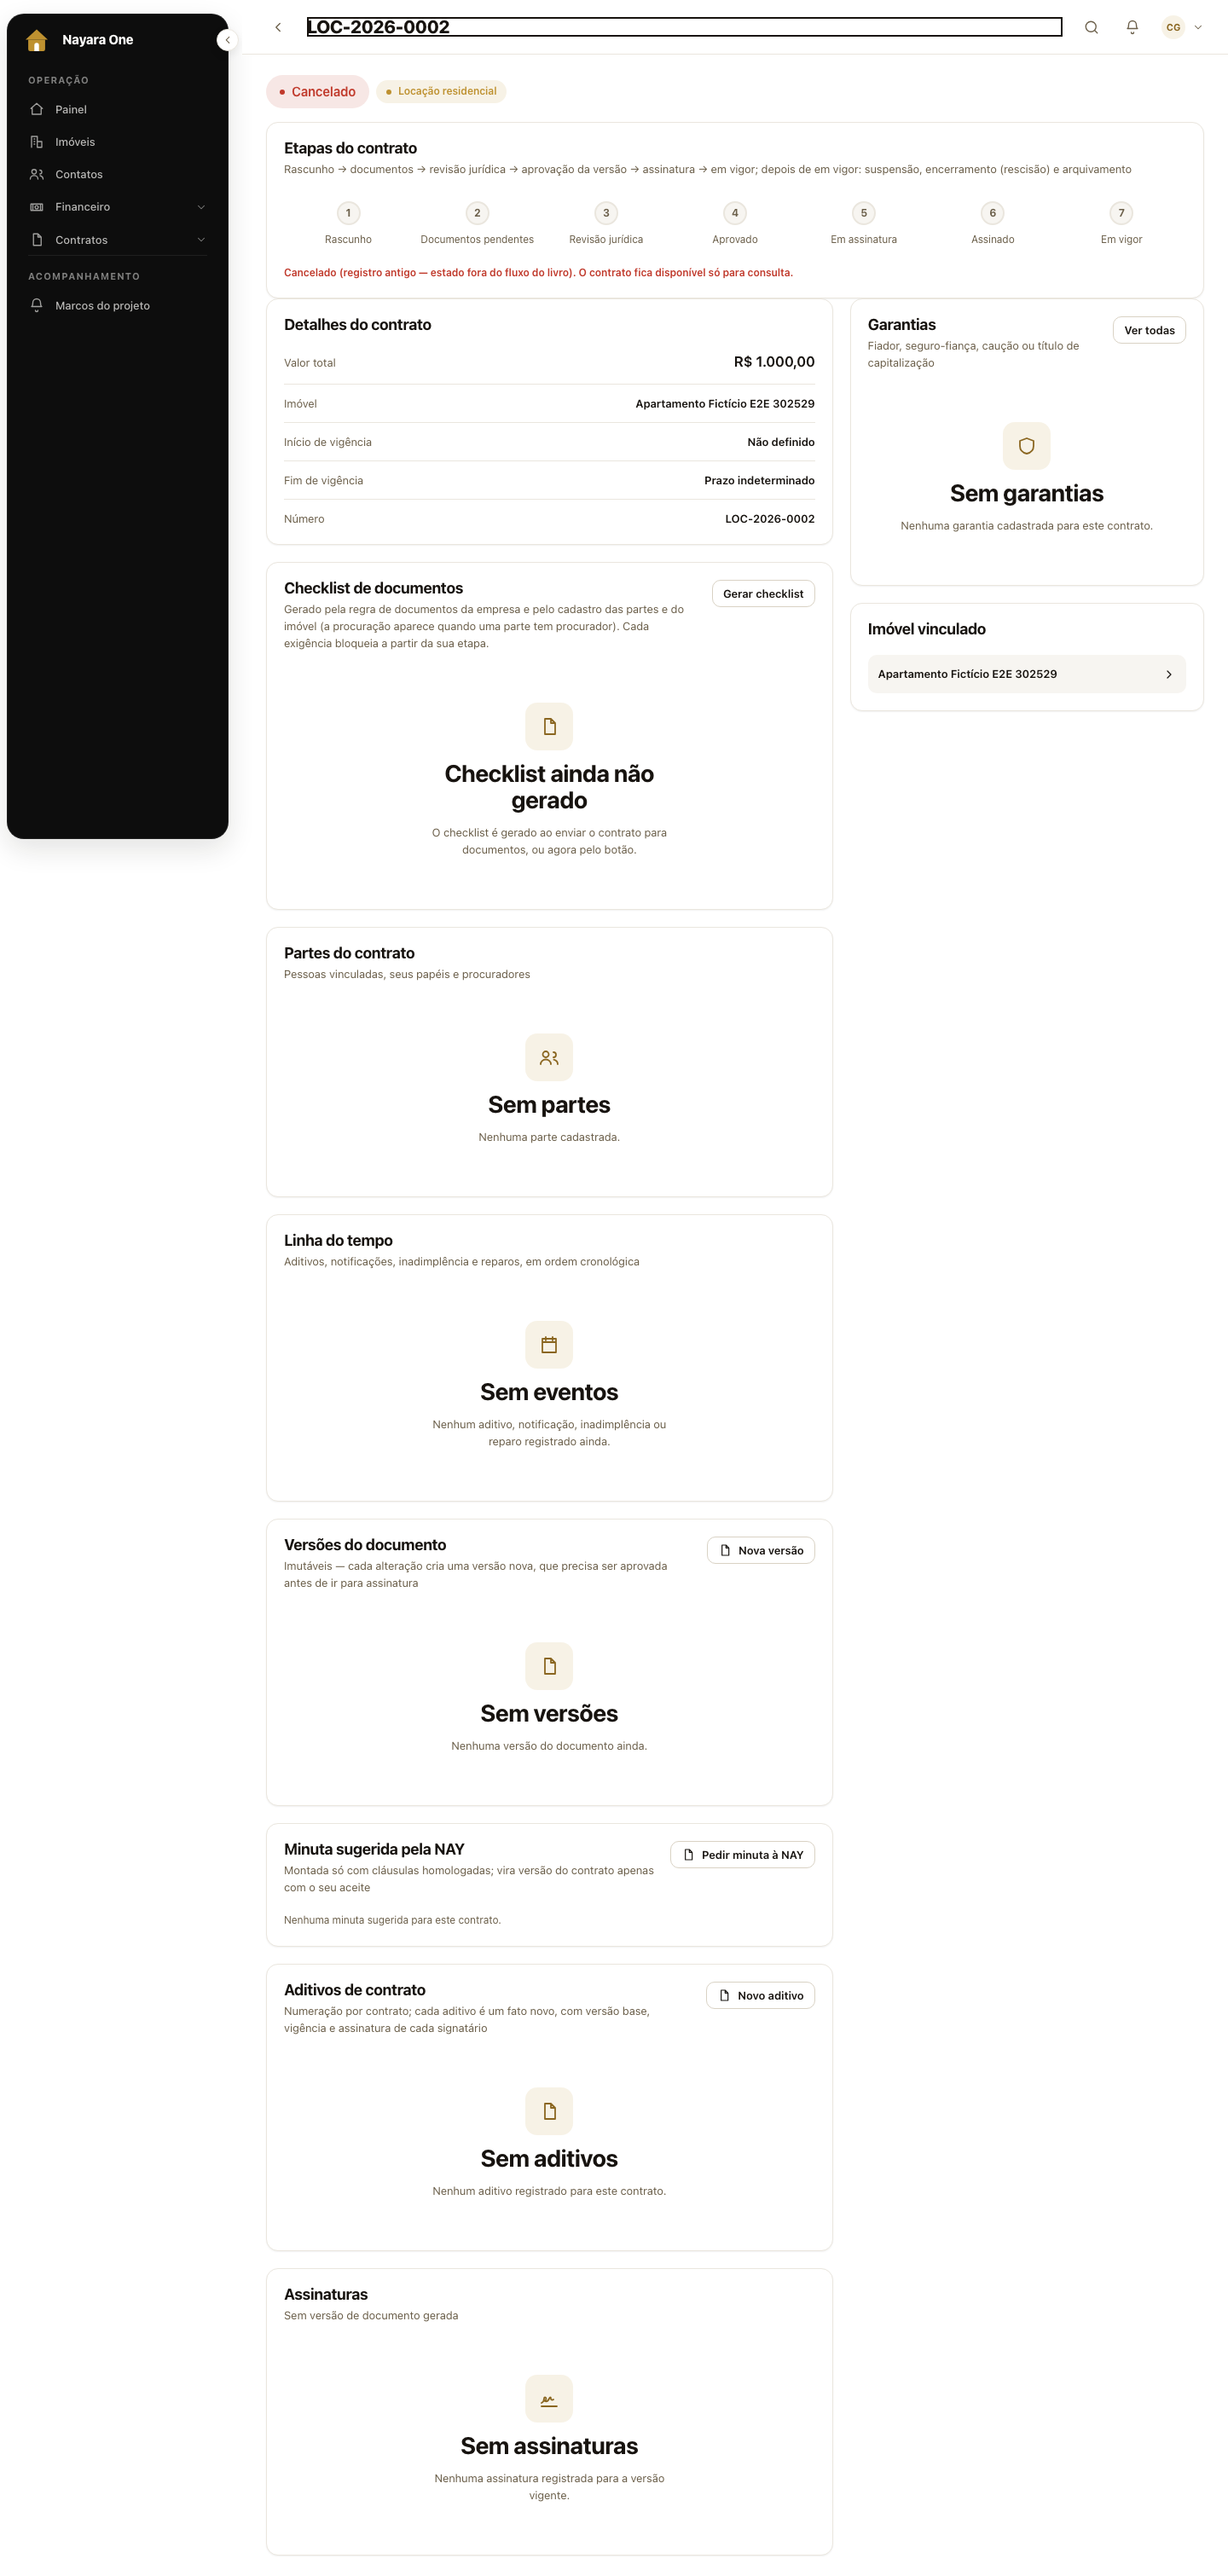 Nayara One
OPERAÇÃO
Painel
Imóveis
Contatos
Financeiro
Contratos
ACOMPANHAMENTO
Marcos do projeto
LOC-2026-0002
CG
Cancelado
Locação residencial
Etapas do contrato
Rascunho → documentos → revisão jurídica → aprovação da versão → assinatura → em vigor; depois de em vigor: suspensão, encerramento (rescisão) e arquivamento
1
2
3
4
5
6
7
Rascunho
Documentos pendentes
Revisão jurídica
Aprovado
Em assinatura
Assinado
Em vigor
Cancelado (registro antigo — estado fora do fluxo do livro). O contrato fica disponível só para consulta.
Detalhes do contrato
Valor total
R$ 1.000,00
Imóvel
Apartamento Fictício E2E 302529
Início de vigência
Não definido
Fim de vigência
Prazo indeterminado
Número
LOC-2026-0002
Garantias
Ver todas
Fiador, seguro-fiança, caução ou título de
capitalização
Sem garantias
Nenhuma garantia cadastrada para este contrato.
Imóvel vinculado
Apartamento Fictício E2E 302529
Checklist de documentos
Gerar checklist
Gerado pela regra de documentos da empresa e pelo cadastro das partes e do
imóvel (a procuração aparece quando uma parte tem procurador). Cada
exigência bloqueia a partir da sua etapa.
Checklist ainda não
gerado
O checklist é gerado ao enviar o contrato para
documentos, ou agora pelo botão.
Partes do contrato
Pessoas vinculadas, seus papéis e procuradores
Sem partes
Nenhuma parte cadastrada.
Linha do tempo
Aditivos, notificações, inadimplência e reparos, em ordem cronológica
Sem eventos
Nenhum aditivo, notificação, inadimplência ou
reparo registrado ainda.
Versões do documento
Nova versão
Imutáveis — cada alteração cria uma versão nova, que precisa ser aprovada
antes de ir para assinatura
Sem versões
Nenhuma versão do documento ainda.
Minuta sugerida pela NAY
Pedir minuta à NAY
Montada só com cláusulas homologadas; vira versão do contrato apenas
com o seu aceite
Nenhuma minuta sugerida para este contrato.
Aditivos de contrato
Novo aditivo
Numeração por contrato; cada aditivo é um fato novo, com versão base,
vigência e assinatura de cada signatário
Sem aditivos
Nenhum aditivo registrado para este contrato.
Assinaturas
Sem versão de documento gerada
Sem assinaturas
Nenhuma assinatura registrada para a versão
vigente.